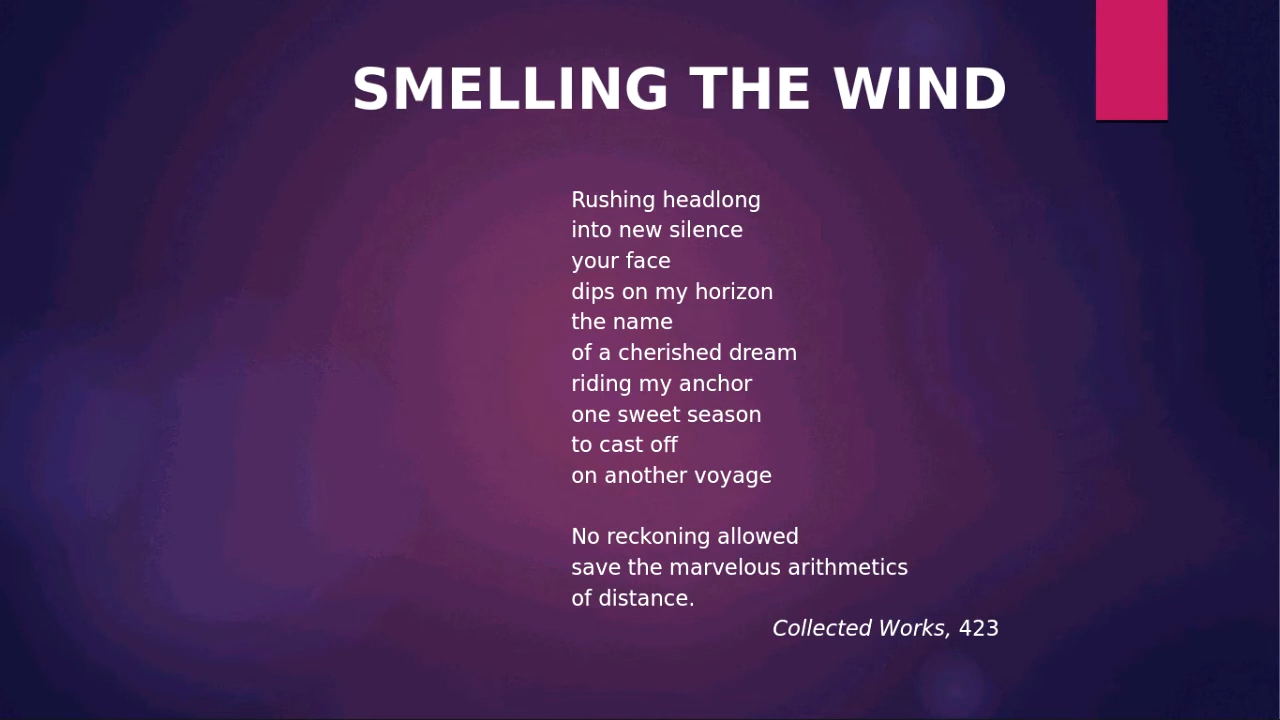 SMELLING THE WIND
Rushing headlong
into new silence
your face
dips on my horizon
the name
of a cherished dream
riding my anchor
one sweet season
to cast off
on another voyage
No reckoning allowed
save the marvelous arithmetics
of distance.
Collected Works, 423